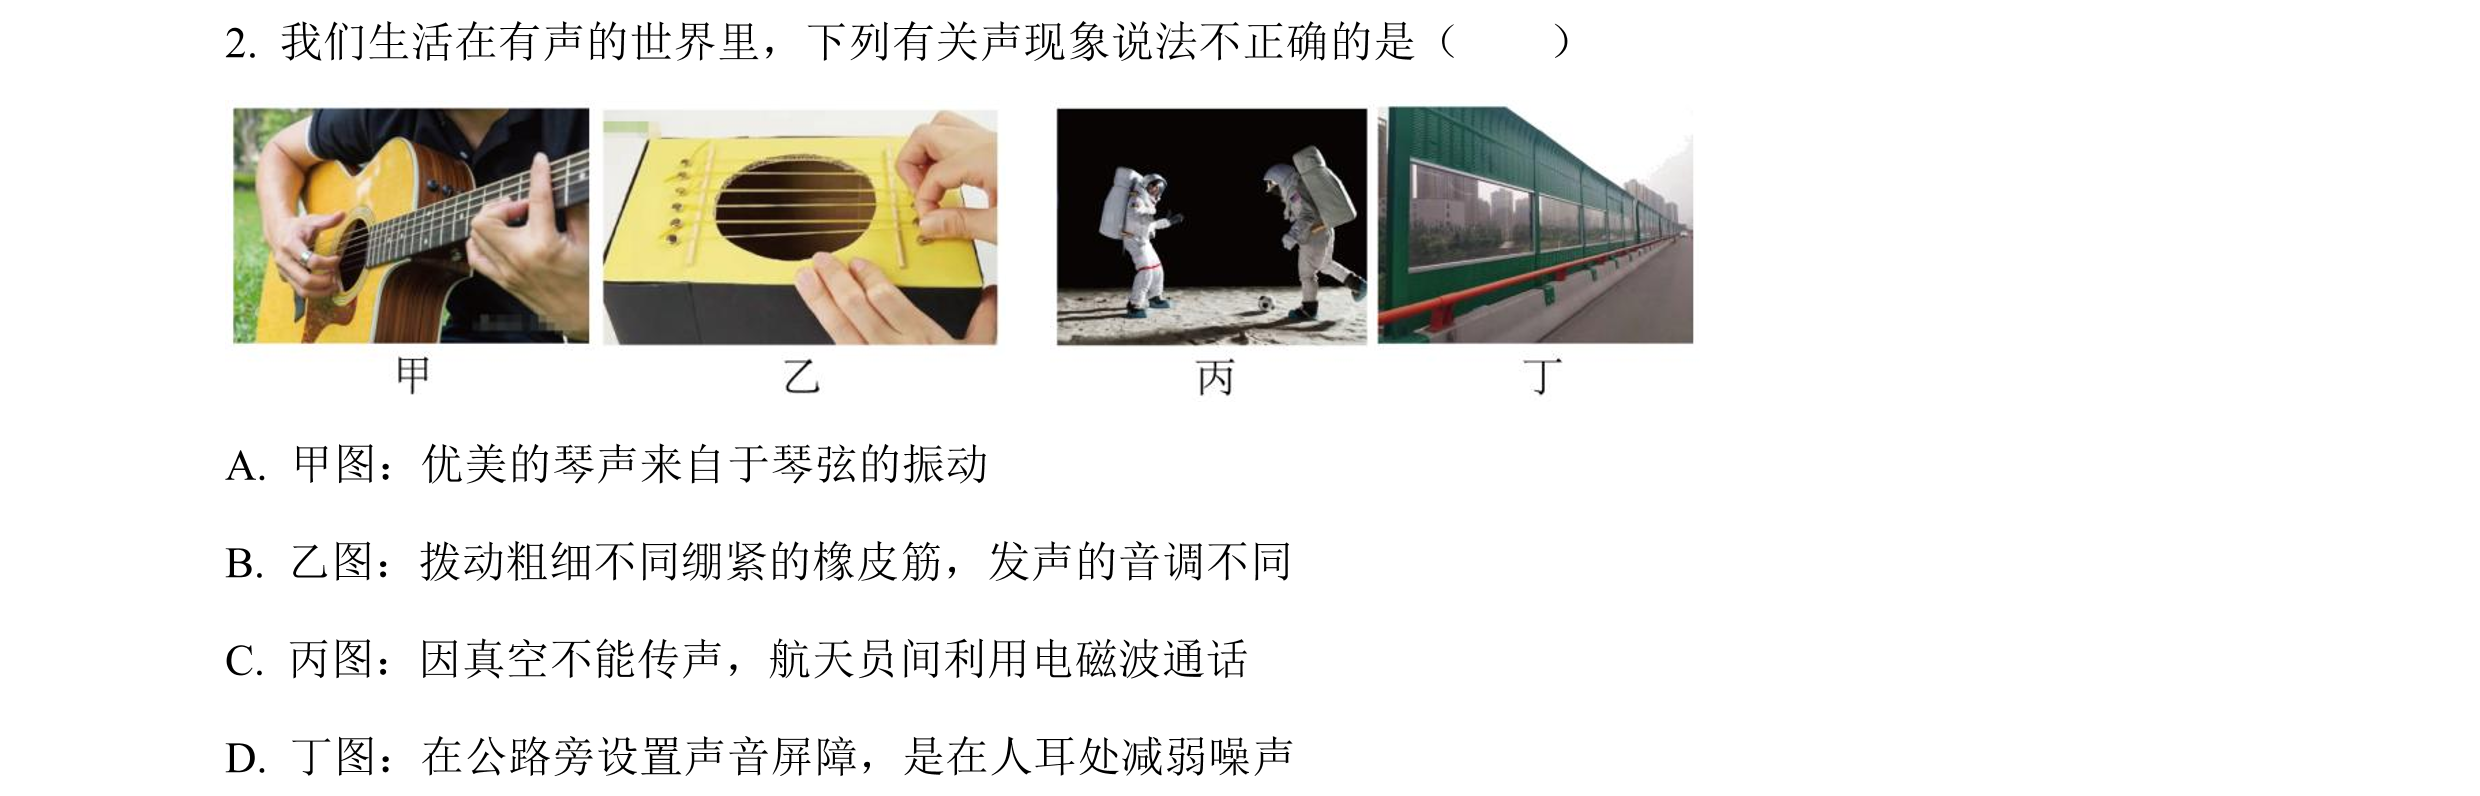 2. 我们生活在有声的世界里，下列有关声现象说法不正确的是（　　）
甲 乙 丙 丁
A. 甲图：优美的琴声来自于琴弦的振动
B. 乙图：拨动粗细不同绷紧的橡皮筋，发声的音调不同
C. 丙图：因真空不能传声，航天员间利用电磁波通话
D. 丁图：在公路旁设置声音屏障，是在人耳处减弱噪声